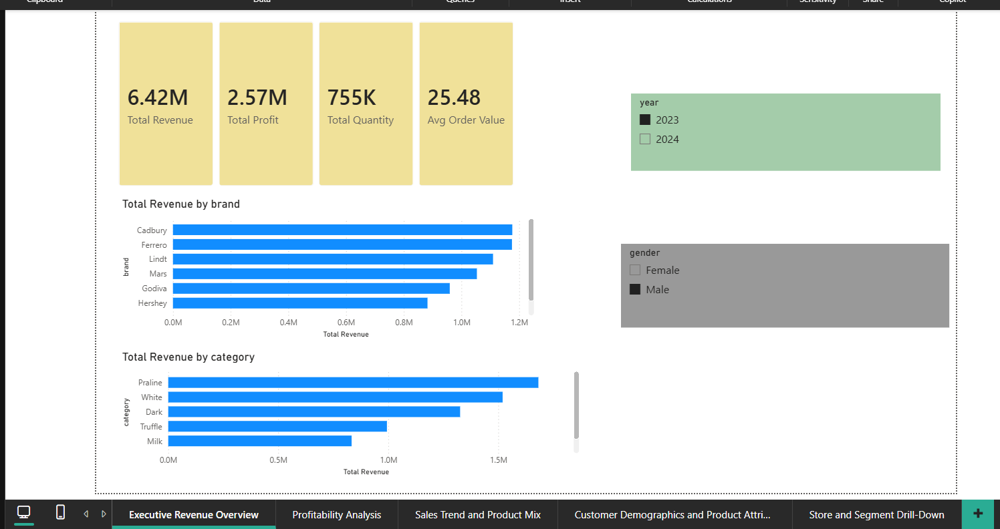 Clipboard Data Queries Insert Calculations Sensitivity Share Copilot
6.42M
Total Revenue
2.57M
Total Profit
755K
Total Quantity
25.48
Avg Order Value
year
2023
2024
Total Revenue by brand
brand
Cadbury
Ferrero
Lindt
Mars
Godiva
Hershey
0.0M 0.2M 0.4M 0.6M 0.8M 1.0M 1.2M
Total Revenue
gender
Female
Male
Total Revenue by category
category
Praline
White
Dark
Truffle
Milk
0.0M 0.5M 1.0M 1.5M
Total Revenue
Executive Revenue Overview Profitability Analysis Sales Trend and Product Mix Customer Demographics and Product Attri... Store and Segment Drill-Down